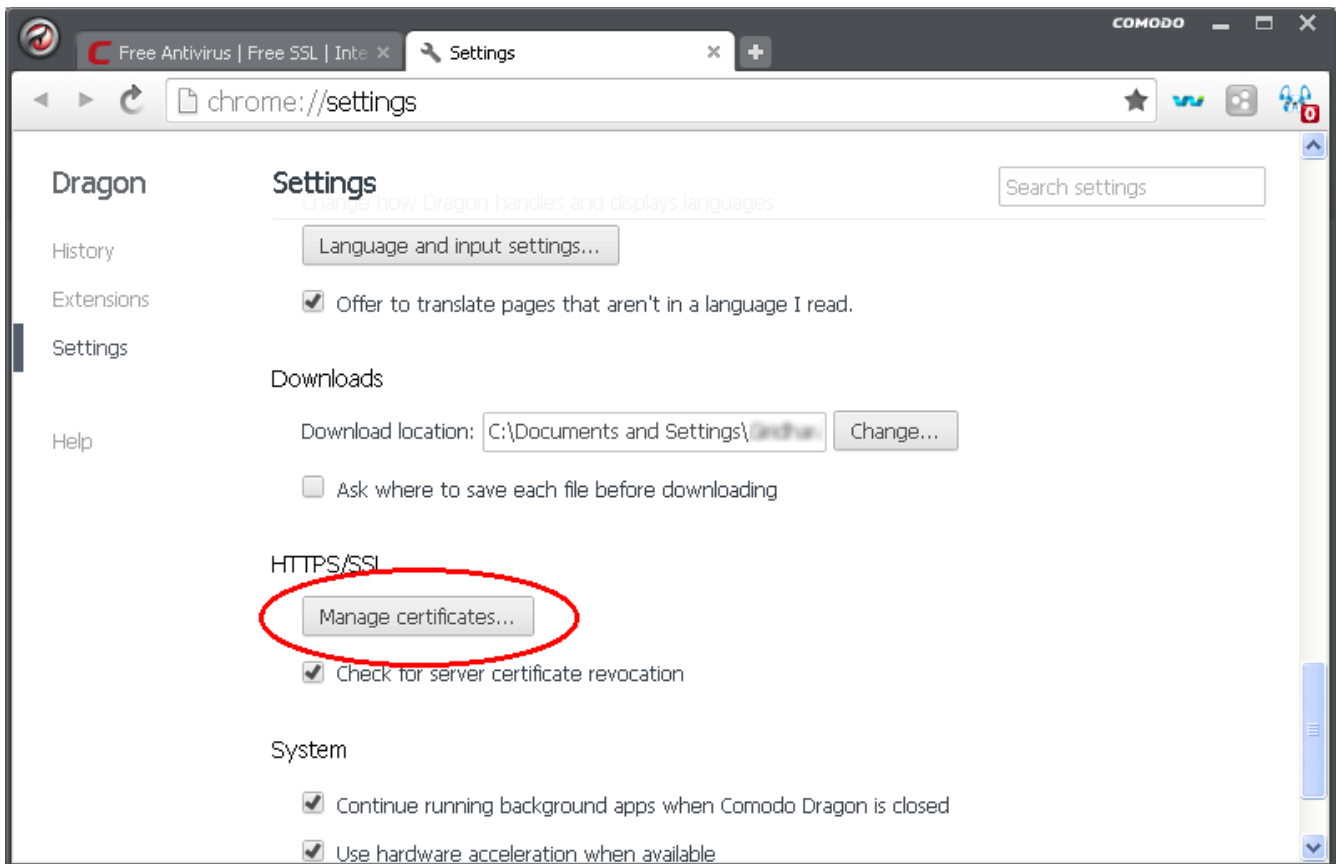 COMODO
Free Antivirus | Free SSL | Inte
Settings
chrome://settings
0
Dragon
Settings
Search settings
Change how Dragon handles and displays languages
History
Language and input settings...
Extensions
Offer to translate pages that aren't in a language I read.
Settings
Downloads
Help
Download location: C:\Documents and Settings\
Change...
Ask where to save each file before downloading
HTTPS/SSL
Manage certificates...
Check for server certificate revocation
System
Continue running background apps when Comodo Dragon is closed
Use hardware acceleration when available